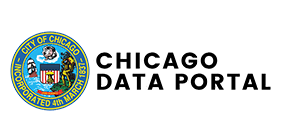 CITY OF CHICAGO
INCORPORATED 4th MARCH 1837
CHICAGO
DATA PORTAL